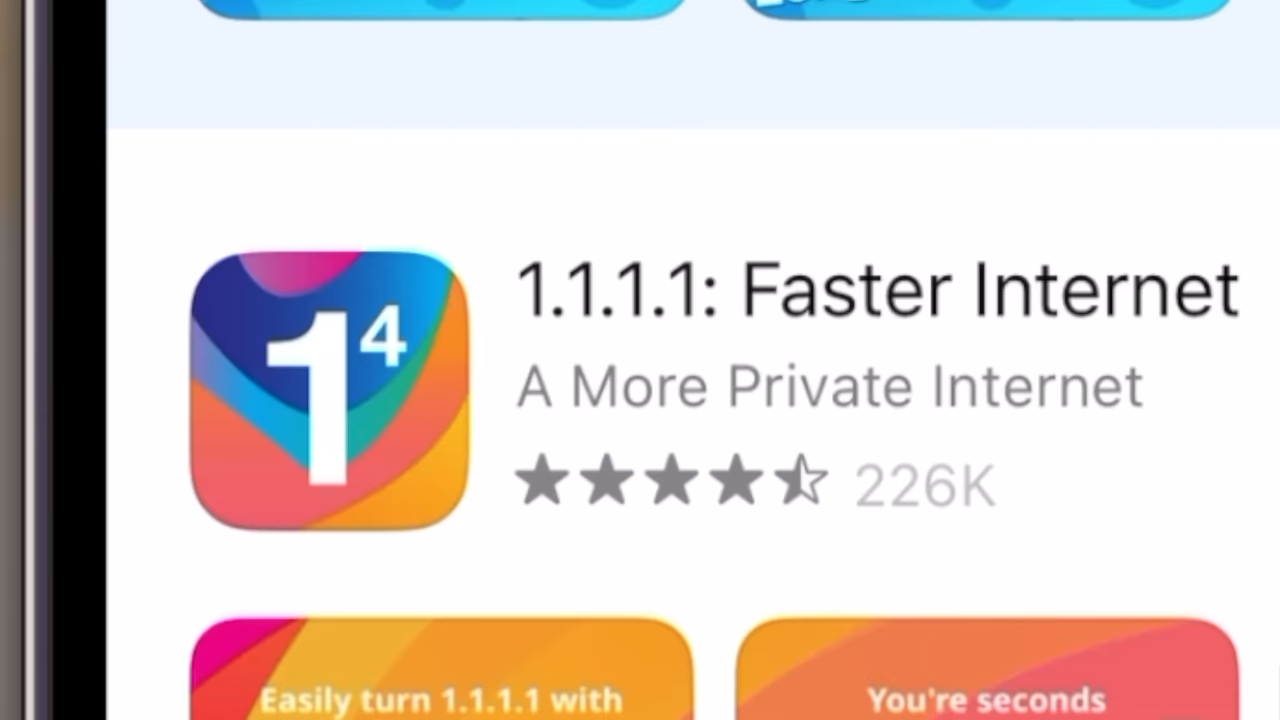 1⁴
1.1.1.1: Faster Internet
A More Private Internet
226K
Easily turn 1.1.1.1 with
You're seconds